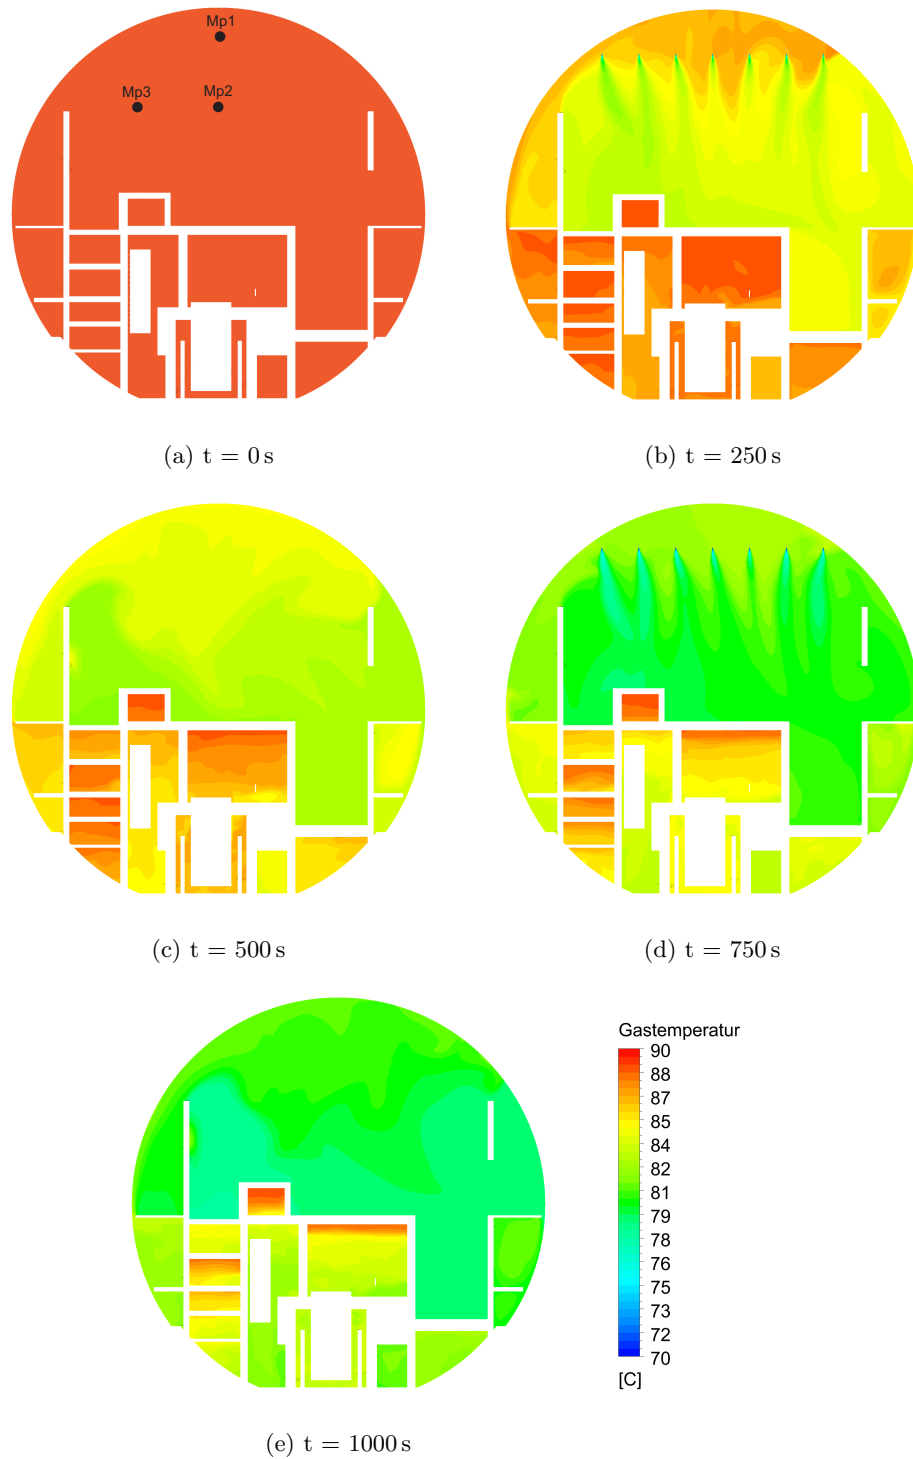 Mp1
Mp3
Mp2
(a) t = 0 s
(b) t = 250 s
(c) t = 500 s
(d) t = 750 s
Gastemperatur
90
88
87
85
84
82
81
79
78
76
75
73
72
70
[C]
(e) t = 1000 s